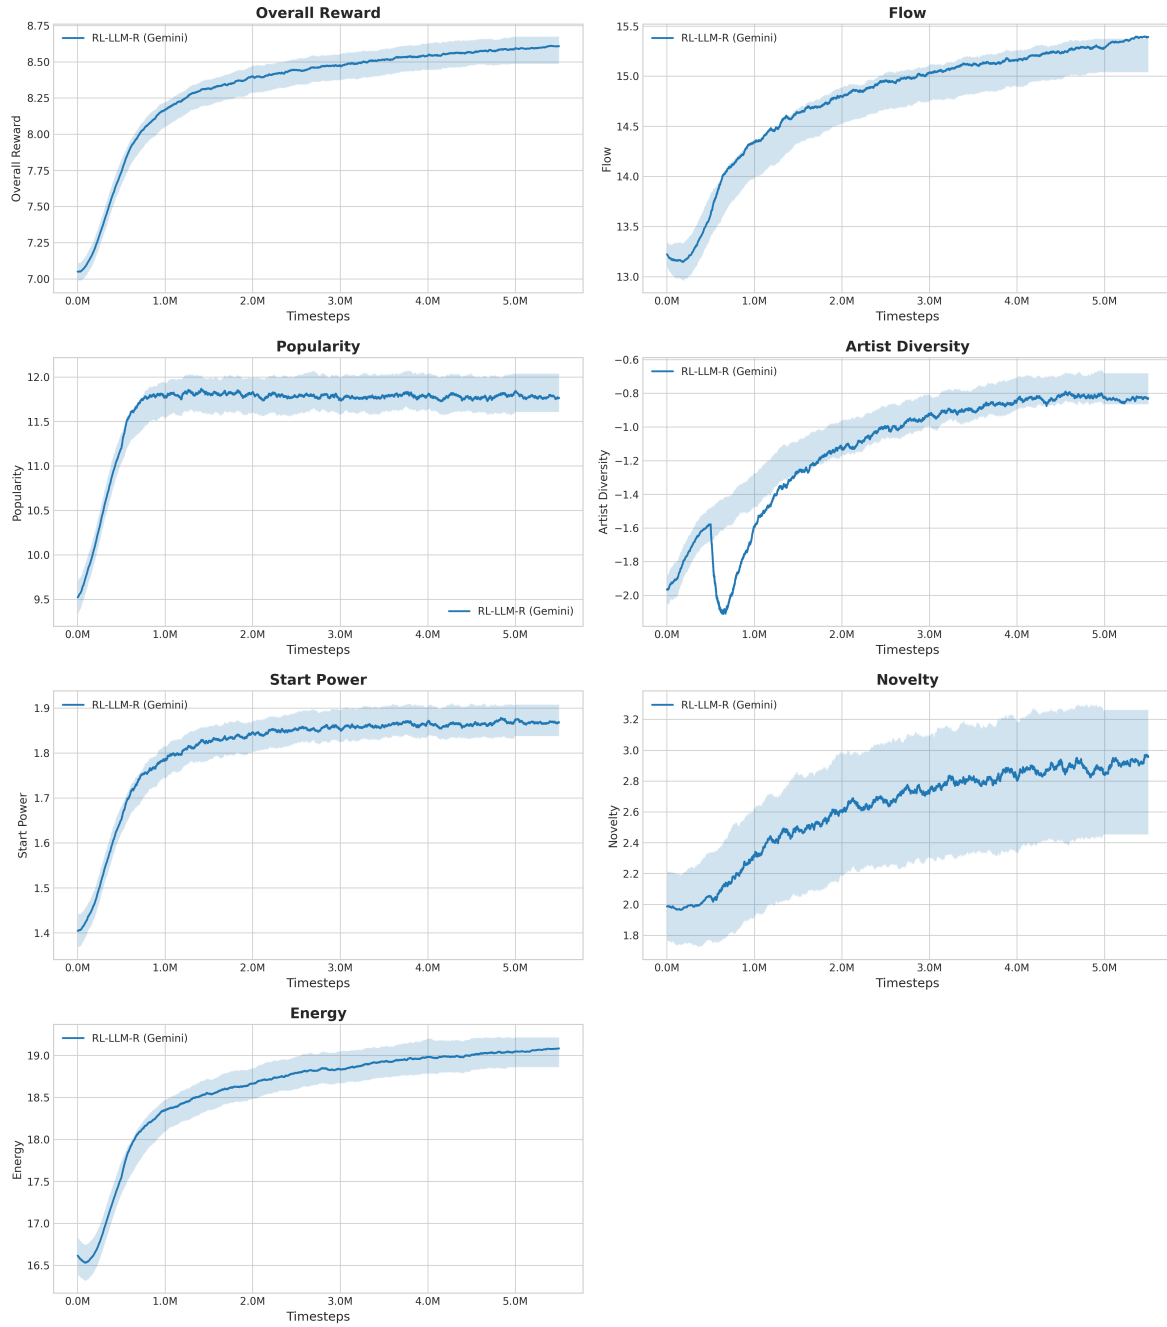 Overall Reward
RL-LLM-R (Gemini)
8.75
8.50
8.25
8.00
7.75
7.50
7.25
7.00
Overall Reward
0.0M 1.0M 2.0M 3.0M 4.0M 5.0M
Timesteps
Flow
RL-LLM-R (Gemini)
15.5
15.0
14.5
14.0
13.5
13.0
Flow
0.0M 1.0M 2.0M 3.0M 4.0M 5.0M
Timesteps
Popularity
12.0
11.5
11.0
10.5
10.0
9.5
Popularity
RL-LLM-R (Gemini)
0.0M 1.0M 2.0M 3.0M 4.0M 5.0M
Timesteps
Artist Diversity
RL-LLM-R (Gemini)
−0.6
−0.8
−1.0
−1.2
−1.4
−1.6
−1.8
−2.0
Artist Diversity
0.0M 1.0M 2.0M 3.0M 4.0M 5.0M
Timesteps
Start Power
RL-LLM-R (Gemini)
1.9
1.8
1.7
1.6
1.5
1.4
Start Power
0.0M 1.0M 2.0M 3.0M 4.0M 5.0M
Timesteps
Novelty
RL-LLM-R (Gemini)
3.2
3.0
2.8
2.6
2.4
2.2
2.0
1.8
Novelty
0.0M 1.0M 2.0M 3.0M 4.0M 5.0M
Timesteps
Energy
RL-LLM-R (Gemini)
19.0
18.5
18.0
17.5
17.0
16.5
Energy
0.0M 1.0M 2.0M 3.0M 4.0M 5.0M
Timesteps